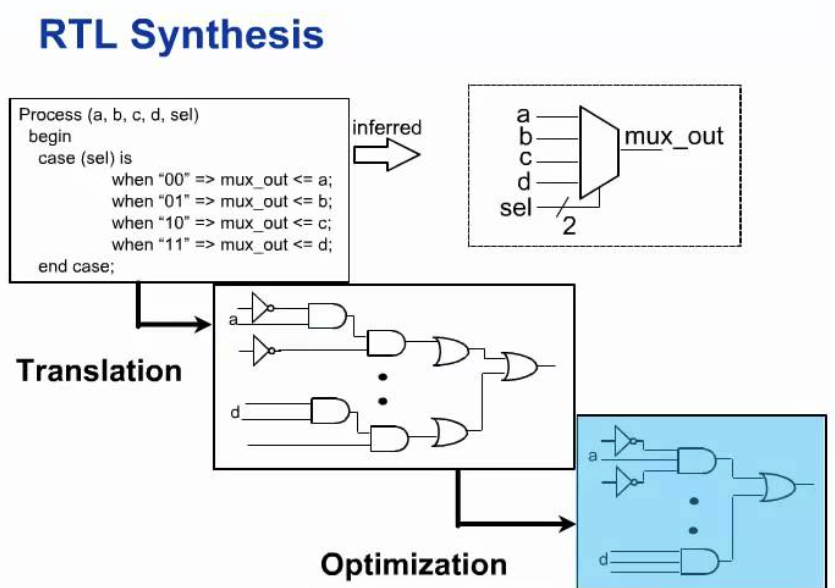 RTL Synthesis
Process (a, b, c, d, sel)
begin
case (sel) is
when “00” => mux_out <= a;
when “01” => mux_out <= b;
when “10” => mux_out <= c;
when “11” => mux_out <= d;
end case;
inferred
a
b
c
d
sel
2
mux_out
Translation
a
d
Optimization
a
d